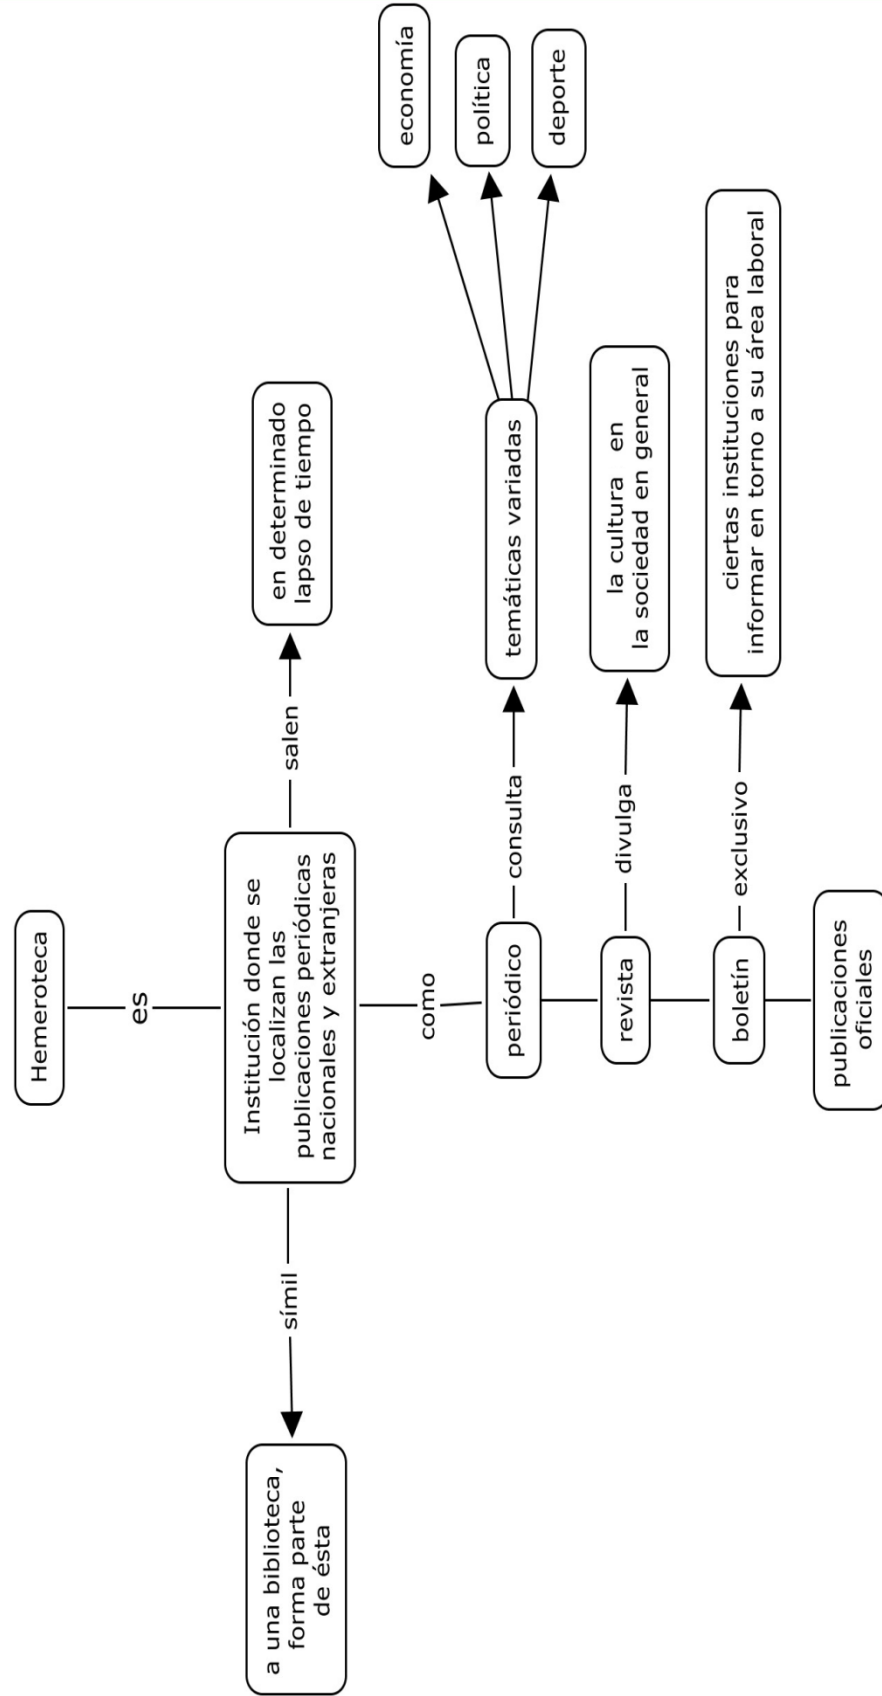 Hemeroteca
es
Institución donde se
localizan las
publicaciones periódicas
nacionales y extranjeras
símil
a una biblioteca,
forma parte
de ésta
salen
en determinado
lapso de tiempo
como
periódico
consulta
temáticas variadas
economía
política
deporte
revista
divulga
la cultura en
la sociedad en general
boletín
exclusivo
ciertas instituciones para
informar en torno a su área laboral
publicaciones
oficiales